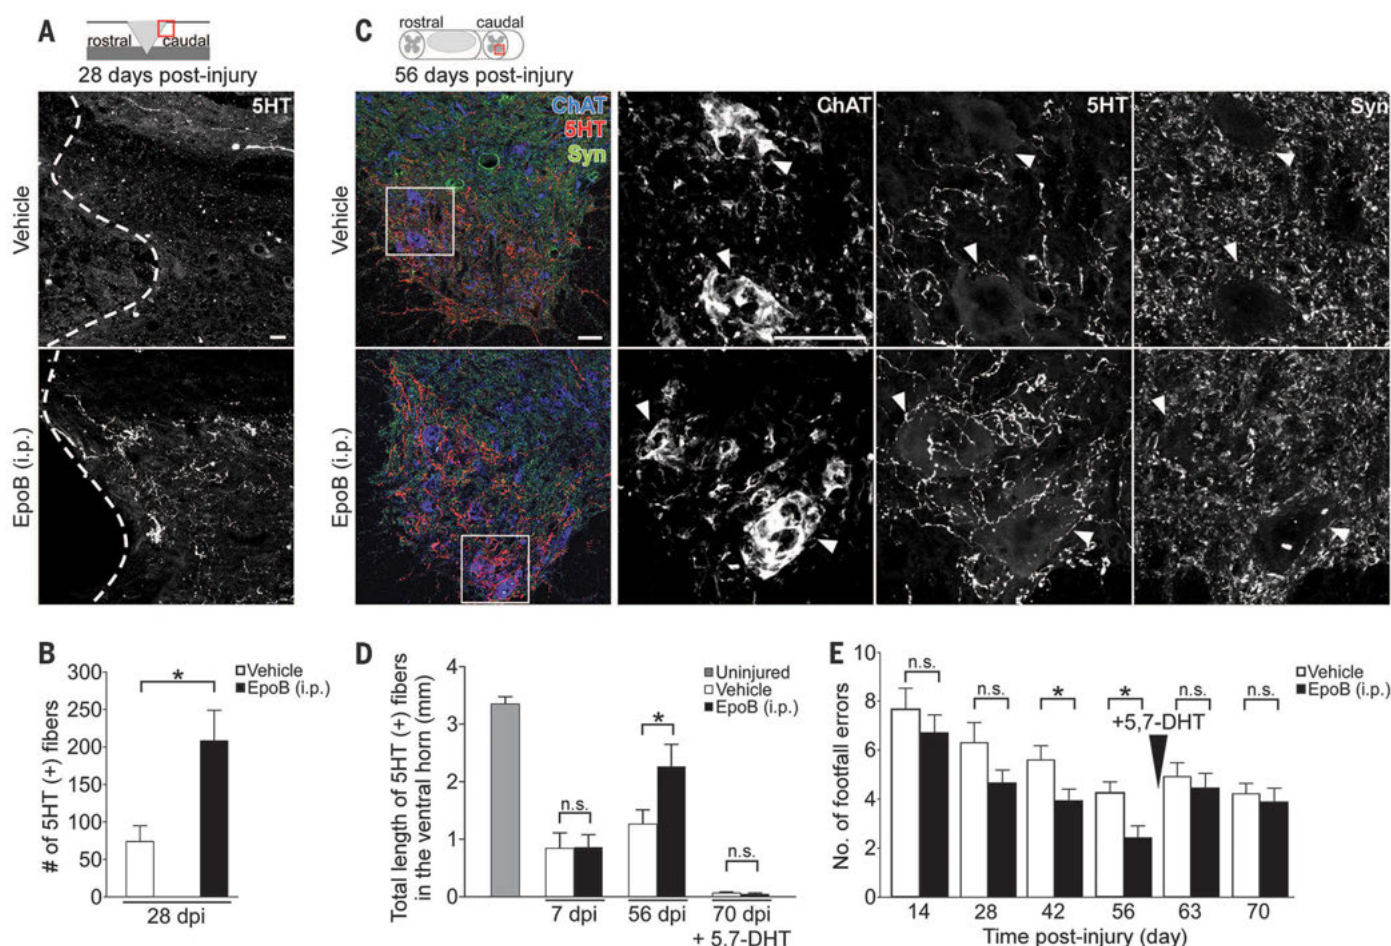 A
rostral
caudal
28 days post-injury
5HT
Vehicle
EpoB (i.p.)
C
rostral
caudal
56 days post-injury
ChAT
5HT
Syn
ChAT
5HT
Syn
Vehicle
EpoB (i.p.)
B
# of 5HT (+) fibers
300
250
200
150
100
50
0
*
Vehicle
EpoB (i.p.)
28 dpi
D
Total length of 5HT (+) fibers
in the ventral horn (mm)
4
3
2
1
0
Uninjured
Vehicle
EpoB (i.p.)
n.s.
*
n.s.
7 dpi
56 dpi
70 dpi
+ 5,7-DHT
E
No. of footfall errors
10
8
6
4
2
0
n.s.
n.s.
*
*
n.s.
n.s.
+5,7-DHT
Vehicle
EpoB (i.p.)
14
28
42
56
63
70
Time post-injury (day)